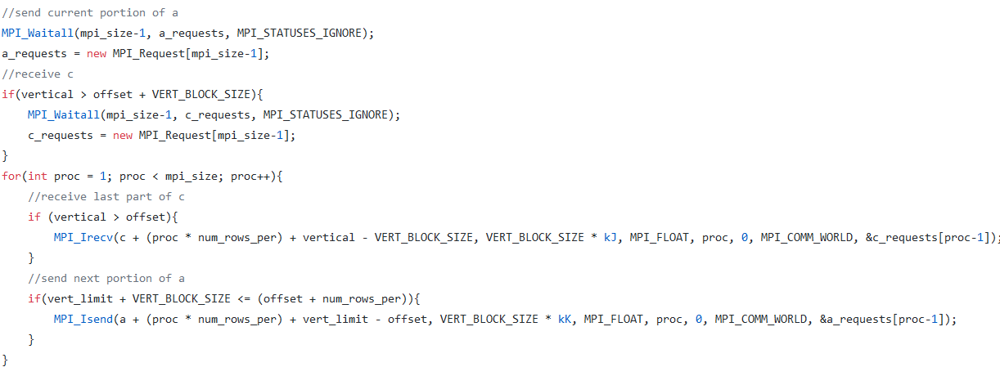 //send current portion of a
MPI_Waitall(mpi_size-1, a_requests, MPI_STATUSES_IGNORE);
a_requests = new MPI_Request[mpi_size-1];
//receive c
if(vertical > offset + VERT_BLOCK_SIZE){
    MPI_Waitall(mpi_size-1, c_requests, MPI_STATUSES_IGNORE);
    c_requests = new MPI_Request[mpi_size-1];
}
for(int proc = 1; proc < mpi_size; proc++){
    //receive last part of c
    if (vertical > offset){
        MPI_Irecv(c + (proc * num_rows_per) + vertical - VERT_BLOCK_SIZE, VERT_BLOCK_SIZE * kJ, MPI_FLOAT, proc, 0, MPI_COMM_WORLD, &c_requests[proc-1]);
    }
    //send next portion of a
    if(vert_limit + VERT_BLOCK_SIZE <= (offset + num_rows_per)){
        MPI_Isend(a + (proc * num_rows_per) + vert_limit - offset, VERT_BLOCK_SIZE * kK, MPI_FLOAT, proc, 0, MPI_COMM_WORLD, &a_requests[proc-1]);
    }
}